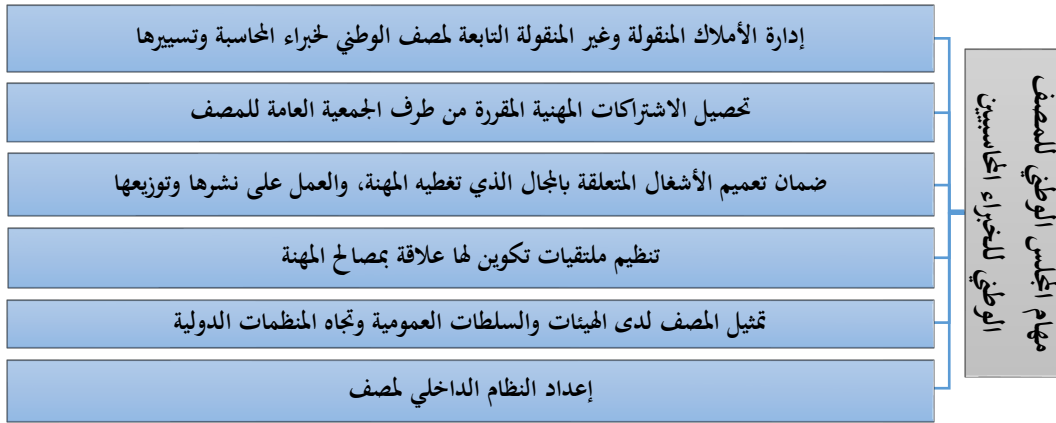 مهام المجلس الوطني للمصف
الوطني للخبراء المحاسبيين
إدارة الأملاك المنقولة وغير المنقولة التابعة لمصف الوطني لخبراء المحاسبة وتسييرها
تحصيل الاشتراكات المهنية المقررة من طرف الجمعية العامة للمصف
ضمان تعميم الأشغال المتعلقة بالمجال الذي تغطيه المهنة، والعمل على نشرها وتوزيعها
تنظيم ملتقيات تكوين لها علاقة بمصالح المهنة
تمثيل المصف لدى الهيئات والسلطات العمومية وتجاه المنظمات الدولية
إعداد النظام الداخلي لمصف